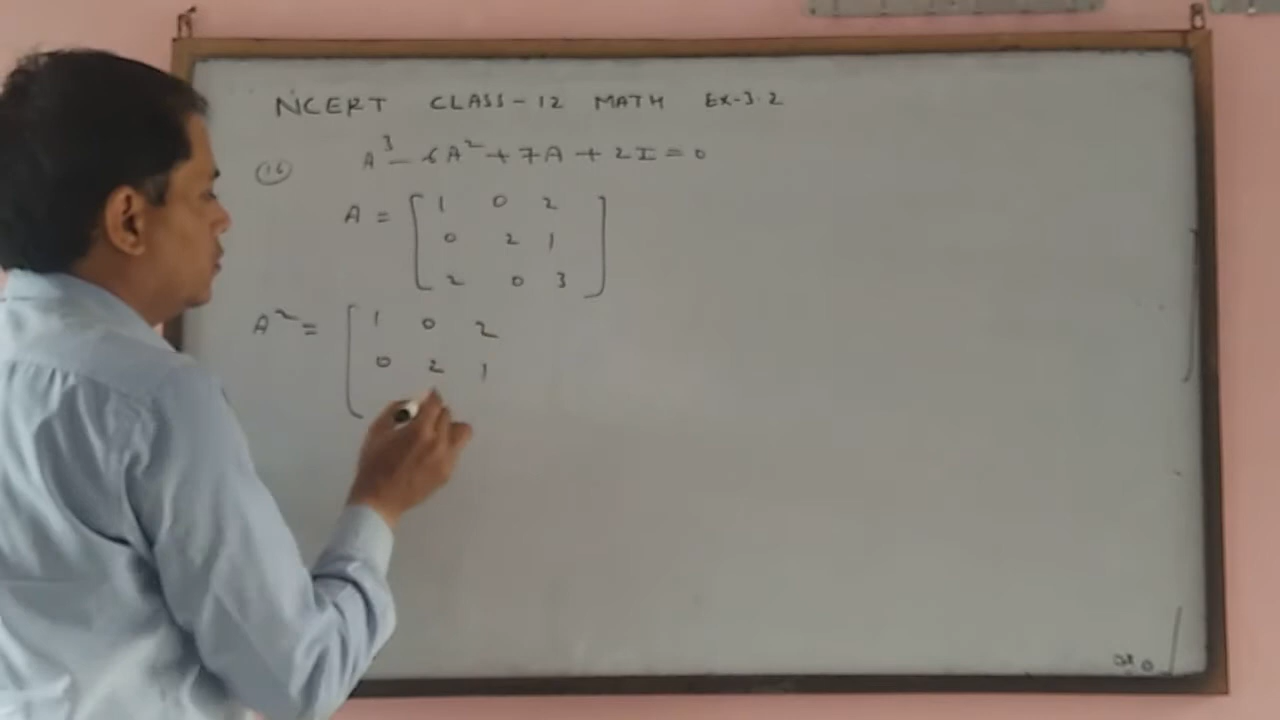 NCERT CLASS-12 MATH EX-3.2
(16) A³ - 6A² + 7A + 2I = 0
A = [ 1 0 2
0 2 1
2 0 3 ]
A² = [ 1 0 2
0 2 1